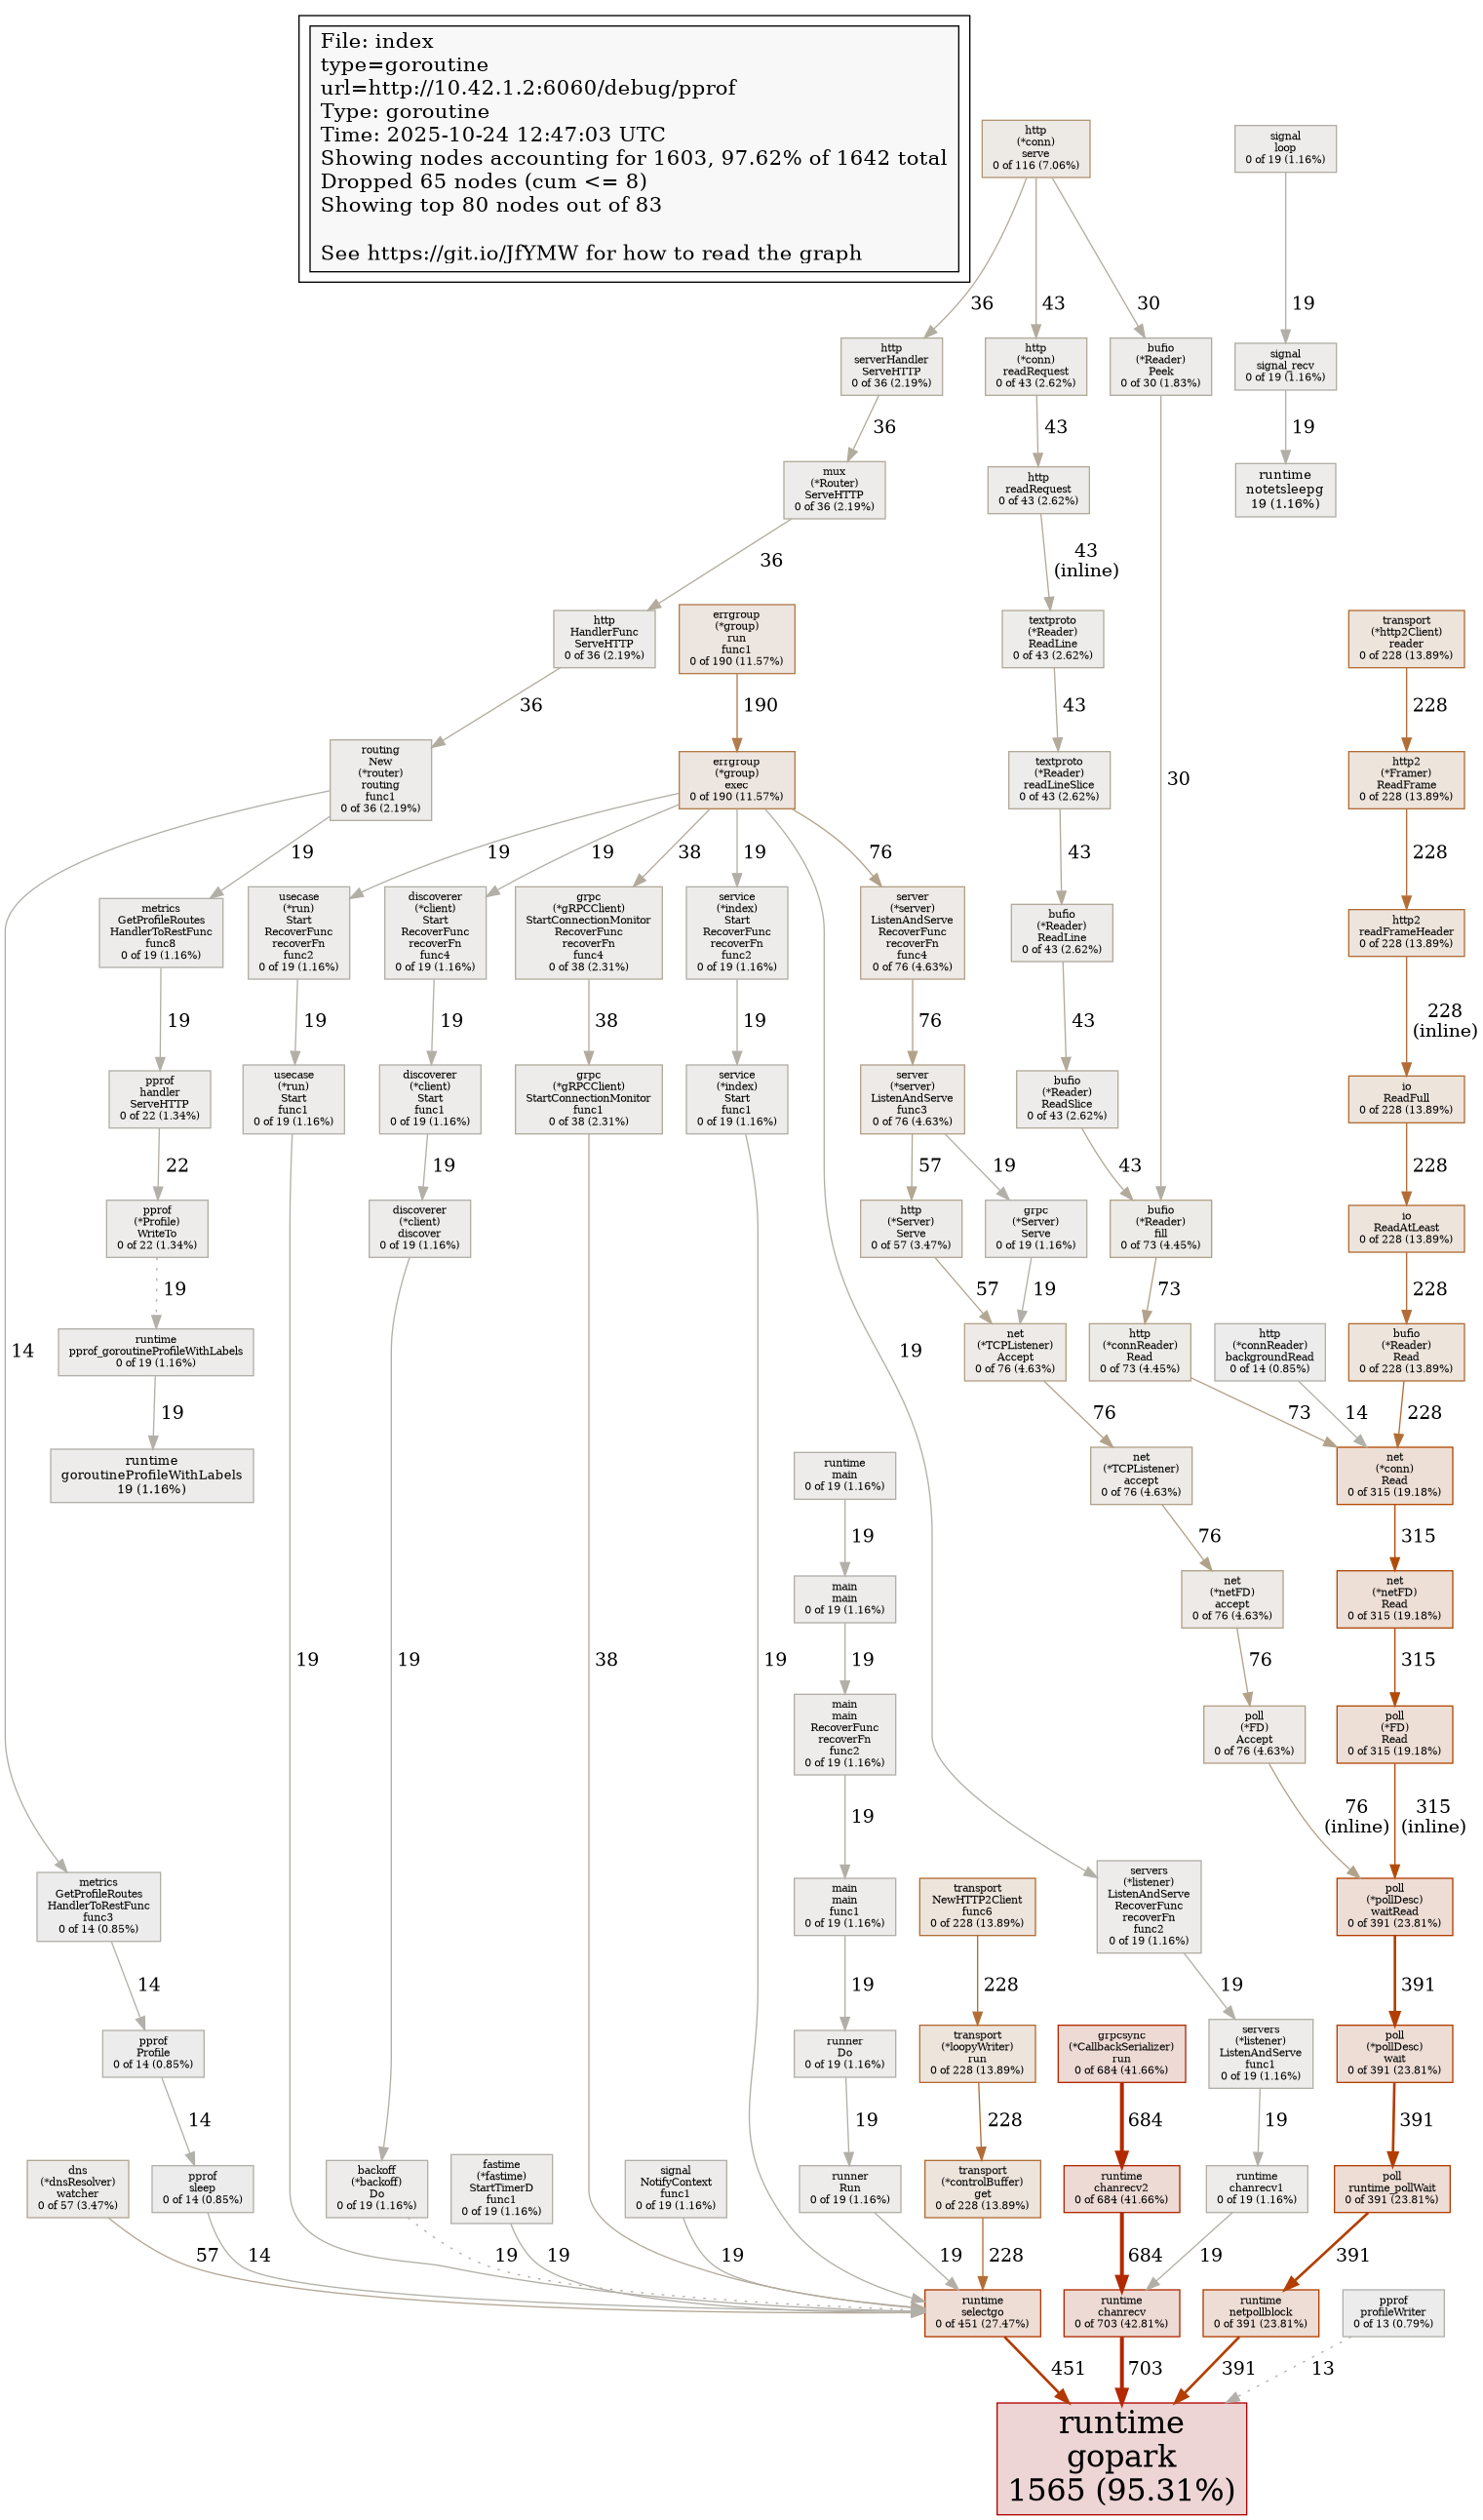 File: index
type=goroutine
url=http://10.42.1.2:6060/debug/pprof
Type: goroutine
Time: 2025-10-24 12:47:03 UTC
Showing nodes accounting for 1603, 97.62% of 1642 total
Dropped 65 nodes (cum <= 8)
Showing top 80 nodes out of 83
See https://git.io/JfYMW for how to read the graph
http
(*conn)
serve
0 of 116 (7.06%)
signal
loop
0 of 19 (1.16%)
36
43
30
19
http
serverHandler
ServeHTTP
0 of 36 (2.19%)
http
(*conn)
readRequest
0 of 43 (2.62%)
bufio
(*Reader)
Peek
0 of 30 (1.83%)
signal
signal_recv
0 of 19 (1.16%)
36
43
19
mux
(*Router)
ServeHTTP
0 of 36 (2.19%)
http
readRequest
0 of 43 (2.62%)
runtime
notetsleepg
19 (1.16%)
36
43
(inline)
http
HandlerFunc
ServeHTTP
0 of 36 (2.19%)
errgroup
(*group)
run
func1
0 of 190 (11.57%)
textproto
(*Reader)
ReadLine
0 of 43 (2.62%)
transport
(*http2Client)
reader
0 of 228 (13.89%)
36
190
43
228
routing
New
(*router)
routing
func1
0 of 36 (2.19%)
errgroup
(*group)
exec
0 of 190 (11.57%)
textproto
(*Reader)
readLineSlice
0 of 43 (2.62%)
30
http2
(*Framer)
ReadFrame
0 of 228 (13.89%)
19
19
19
38
19
76
43
228
metrics
GetProfileRoutes
HandlerToRestFunc
func8
0 of 19 (1.16%)
usecase
(*run)
Start
RecoverFunc
recoverFn
func2
0 of 19 (1.16%)
discoverer
(*client)
Start
RecoverFunc
recoverFn
func4
0 of 19 (1.16%)
grpc
(*gRPCClient)
StartConnectionMonitor
RecoverFunc
recoverFn
func4
0 of 38 (2.31%)
service
(*index)
Start
RecoverFunc
recoverFn
func2
0 of 19 (1.16%)
server
(*server)
ListenAndServe
RecoverFunc
recoverFn
func4
0 of 76 (4.63%)
bufio
(*Reader)
ReadLine
0 of 43 (2.62%)
http2
readFrameHeader
0 of 228 (13.89%)
19
19
19
38
19
76
43
228
(inline)
pprof
handler
ServeHTTP
0 of 22 (1.34%)
usecase
(*run)
Start
func1
0 of 19 (1.16%)
discoverer
(*client)
Start
func1
0 of 19 (1.16%)
grpc
(*gRPCClient)
StartConnectionMonitor
func1
0 of 38 (2.31%)
service
(*index)
Start
func1
0 of 19 (1.16%)
server
(*server)
ListenAndServe
func3
0 of 76 (4.63%)
bufio
(*Reader)
ReadSlice
0 of 43 (2.62%)
io
ReadFull
0 of 228 (13.89%)
22
19
57
19
43
228
pprof
(*Profile)
WriteTo
0 of 22 (1.34%)
discoverer
(*client)
discover
0 of 19 (1.16%)
http
(*Server)
Serve
0 of 57 (3.47%)
grpc
(*Server)
Serve
0 of 19 (1.16%)
bufio
(*Reader)
fill
0 of 73 (4.45%)
io
ReadAtLeast
0 of 228 (13.89%)
19
57
19
73
228
14
runtime
pprof_goroutineProfileWithLabels
0 of 19 (1.16%)
19
net
(*TCPListener)
Accept
0 of 76 (4.63%)
http
(*connReader)
Read
0 of 73 (4.45%)
http
(*connReader)
backgroundRead
0 of 14 (0.85%)
bufio
(*Reader)
Read
0 of 228 (13.89%)
19
76
73
14
228
runtime
goroutineProfileWithLabels
19 (1.16%)
runtime
main
0 of 19 (1.16%)
net
(*TCPListener)
accept
0 of 76 (4.63%)
net
(*conn)
Read
0 of 315 (19.18%)
19
76
315
main
main
0 of 19 (1.16%)
net
(*netFD)
accept
0 of 76 (4.63%)
net
(*netFD)
Read
0 of 315 (19.18%)
19
19
38
19
19
76
315
main
main
RecoverFunc
recoverFn
func2
0 of 19 (1.16%)
poll
(*FD)
Accept
0 of 76 (4.63%)
poll
(*FD)
Read
0 of 315 (19.18%)
19
76
(inline)
315
(inline)
metrics
GetProfileRoutes
HandlerToRestFunc
func3
0 of 14 (0.85%)
main
main
func1
0 of 19 (1.16%)
transport
NewHTTP2Client
func6
0 of 228 (13.89%)
servers
(*listener)
ListenAndServe
RecoverFunc
recoverFn
func2
0 of 19 (1.16%)
poll
(*pollDesc)
waitRead
0 of 391 (23.81%)
14
19
228
19
391
pprof
Profile
0 of 14 (0.85%)
runner
Do
0 of 19 (1.16%)
transport
(*loopyWriter)
run
0 of 228 (13.89%)
grpcsync
(*CallbackSerializer)
run
0 of 684 (41.66%)
servers
(*listener)
ListenAndServe
func1
0 of 19 (1.16%)
poll
(*pollDesc)
wait
0 of 391 (23.81%)
14
19
228
684
19
391
dns
(*dnsResolver)
watcher
0 of 57 (3.47%)
pprof
sleep
0 of 14 (0.85%)
backoff
(*backoff)
Do
0 of 19 (1.16%)
fastime
(*fastime)
StartTimerD
func1
0 of 19 (1.16%)
signal
NotifyContext
func1
0 of 19 (1.16%)
runner
Run
0 of 19 (1.16%)
transport
(*controlBuffer)
get
0 of 228 (13.89%)
runtime
chanrecv2
0 of 684 (41.66%)
runtime
chanrecv1
0 of 19 (1.16%)
poll
runtime_pollWait
0 of 391 (23.81%)
57
14
19
19
19
19
228
684
19
391
runtime
selectgo
0 of 451 (27.47%)
runtime
chanrecv
0 of 703 (42.81%)
runtime
netpollblock
0 of 391 (23.81%)
pprof
profileWriter
0 of 13 (0.79%)
451
703
391
13
runtime
gopark
1565 (95.31%)